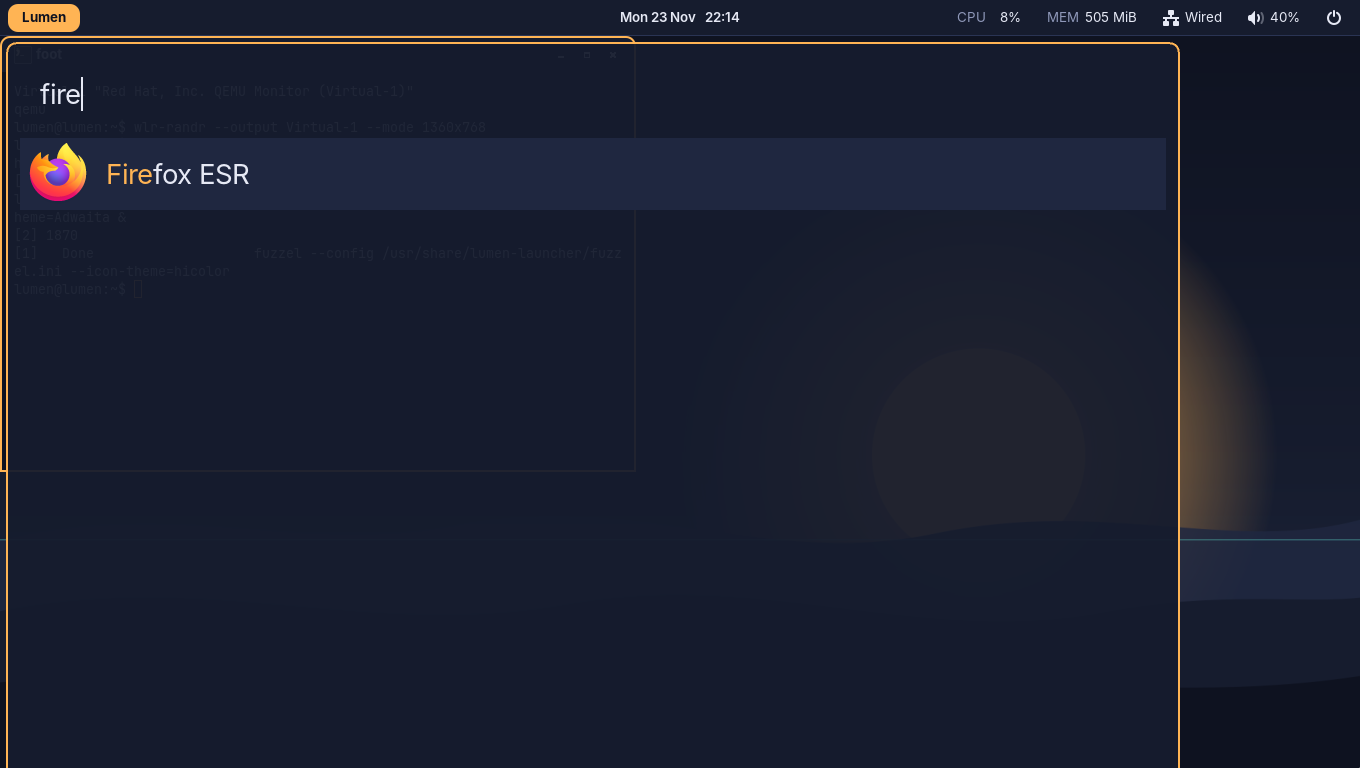 Lumen
Mon 23 Nov 22:14
CPU 8%
MEM 505 MiB
Wired
40%
foot
fire
"Red Hat, Inc. QEMU Monitor (Virtual-1)"
qemu
lumen@lumen:~$ wlr-randr --output Virtual-1 --mode 1360x768
Firefox ESR
heme=Adwaita &
[2] 1870
[1] Done fuzzel --config /usr/share/lumen-launcher/fuzz
el.ini --icon-theme=hicolor
lumen@lumen:~$